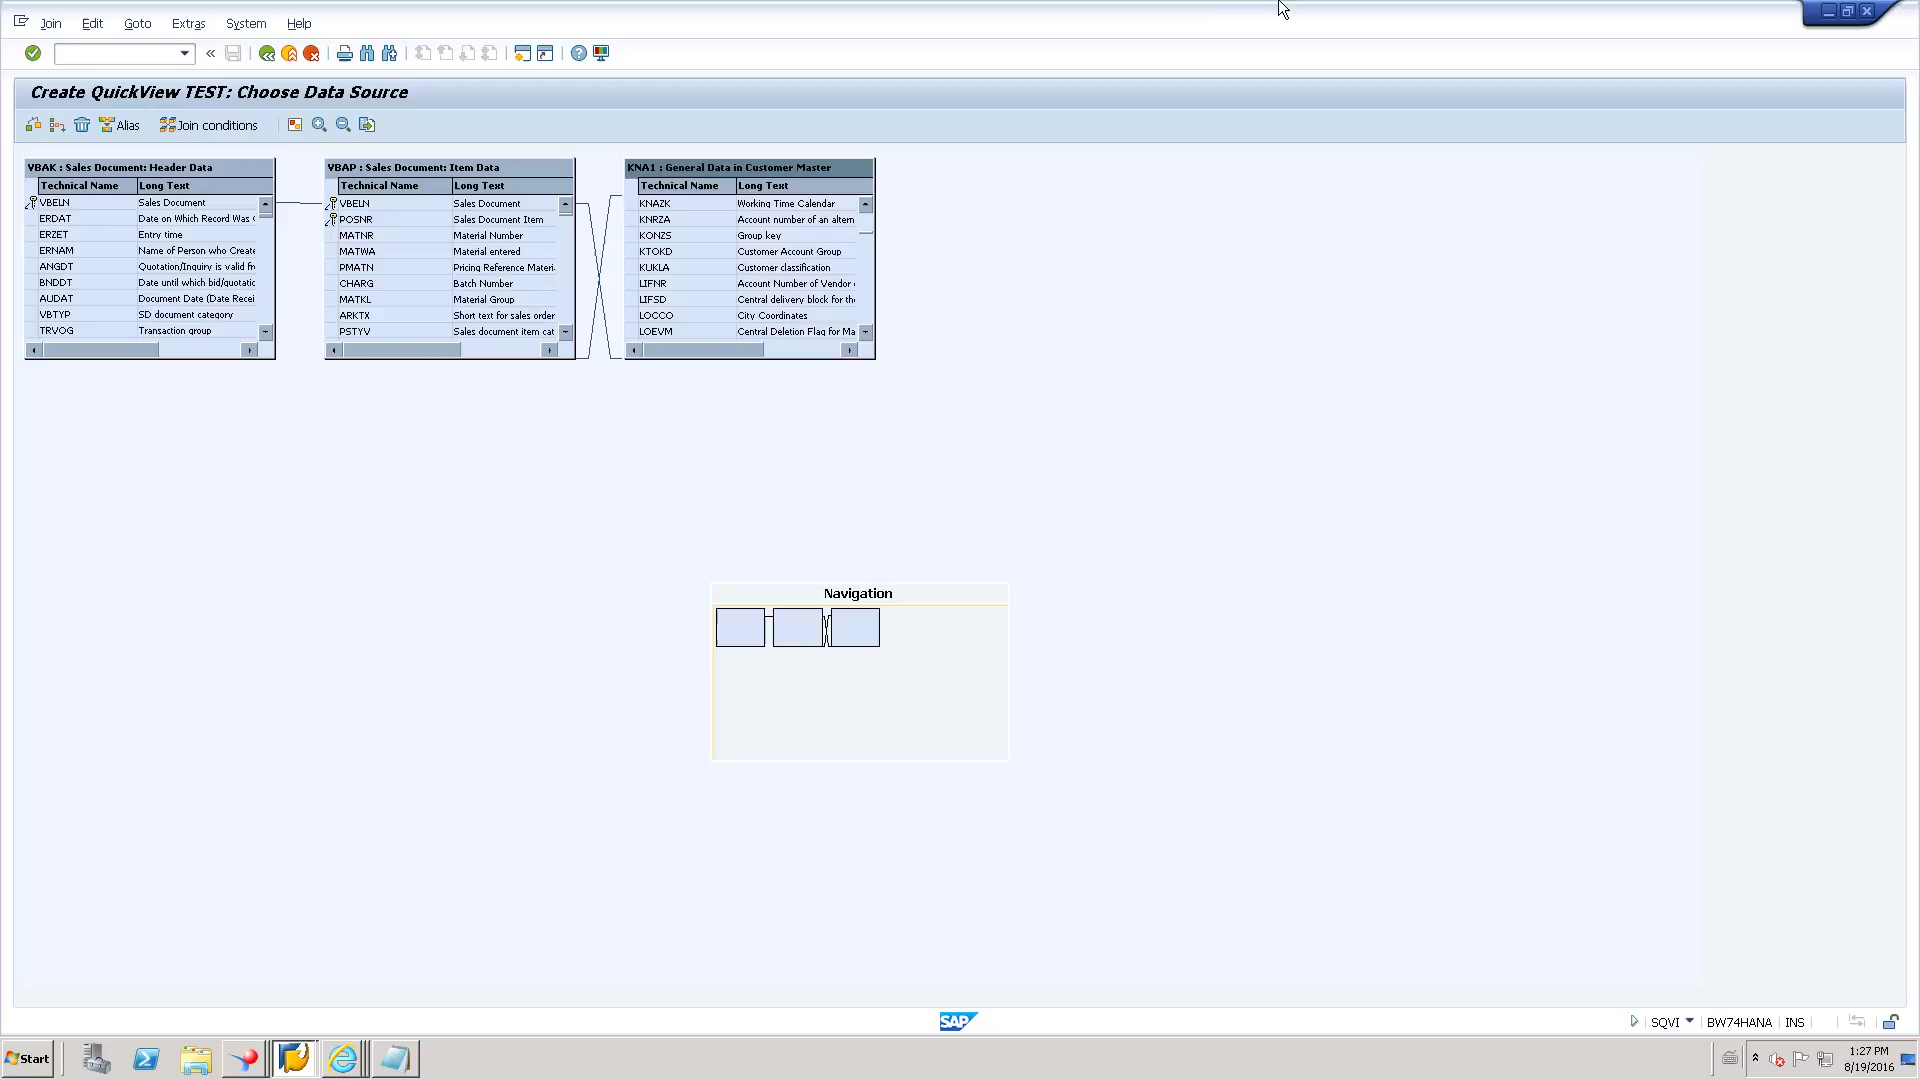 Join Edit Goto Extras System Help
Create QuickView TEST: Choose Data Source
Alias Join conditions
VBAK : Sales Document: Header Data
Technical Name Long Text
VBELN Sales Document
ERDAT Date on Which Record Was
ERZET Entry time
ERNAM Name of Person who Create
ANGDT Quotation/Inquiry is valid fr
BNDDT Date until which bid/quotatic
AUDAT Document Date (Date Recei
VBTYP SD document category
TRVOG Transaction group
VBAP : Sales Document: Item Data
Technical Name Long Text
VBELN Sales Document
POSNR Sales Document Item
MATNR Material Number
MATWA Material entered
PMATN Pricing Reference Materi
CHARG Batch Number
MATKL Material Group
ARKTX Short text for sales order
PSTYV Sales document item cat
KNA1 : General Data in Customer Master
Technical Name Long Text
KNAZK Working Time Calendar
KNRZA Account number of an altern
KONZS Group key
KTOKD Customer Account Group
KUKLA Customer classification
LIFNR Account Number of Vendor
LIFSD Central delivery block for the
LOCCO City Coordinates
LOEVM Central Deletion Flag for Ma
Navigation
SAP
SQVI BW74HANA INS
Start
1:27 PM
8/19/2016